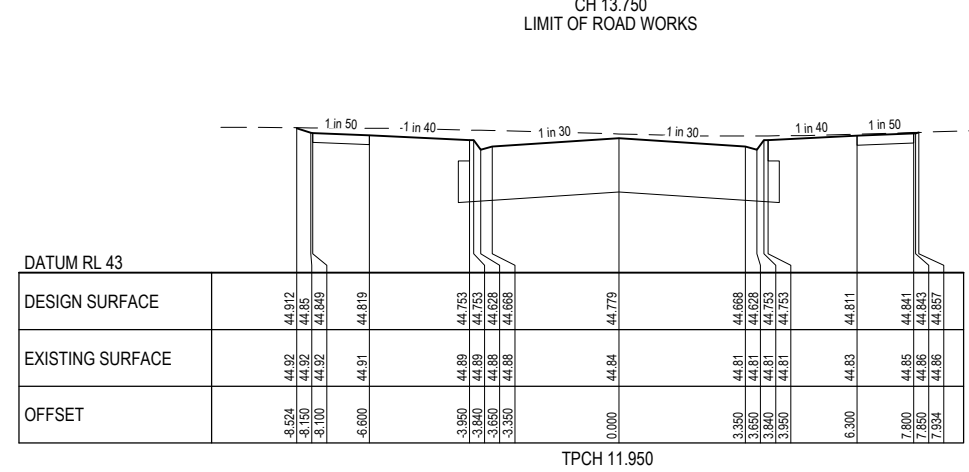 CH 13.750
LIMIT OF ROAD WORKS
1 in 50
1 in 40
1 in 30
1 in 30
1 in 40
1 in 50
DATUM RL 43
DESIGN SURFACE 44.912 44.85 44.849 44.819 44.753 44.753 44.628 44.668 44.779 44.668 44.628 44.753 44.753 44.811 44.841 44.843 44.857
EXISTING SURFACE 44.92 44.92 44.92 44.91 44.89 44.89 44.88 44.88 44.84 44.81 44.81 44.81 44.81 44.83 44.85 44.86 44.86
OFFSET -8.524 -8.150 -8.100 -6.600 -3.950 -3.840 -3.650 -3.350 0.000 3.350 3.650 3.840 3.950 6.300 7.800 7.850 7.934
TPCH 11.950